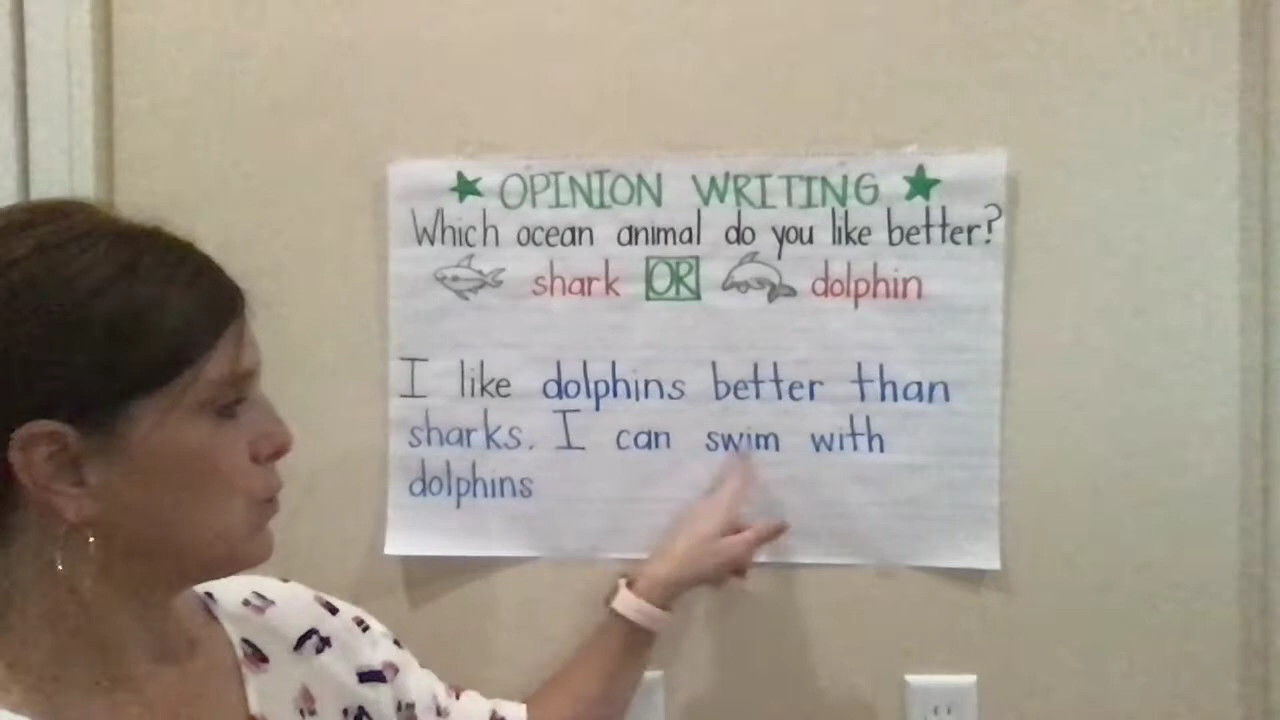 OPINION WRITING
Which ocean animal do you like better?
shark OR dolphin
I like dolphins better than
sharks. I can swim with
dolphins